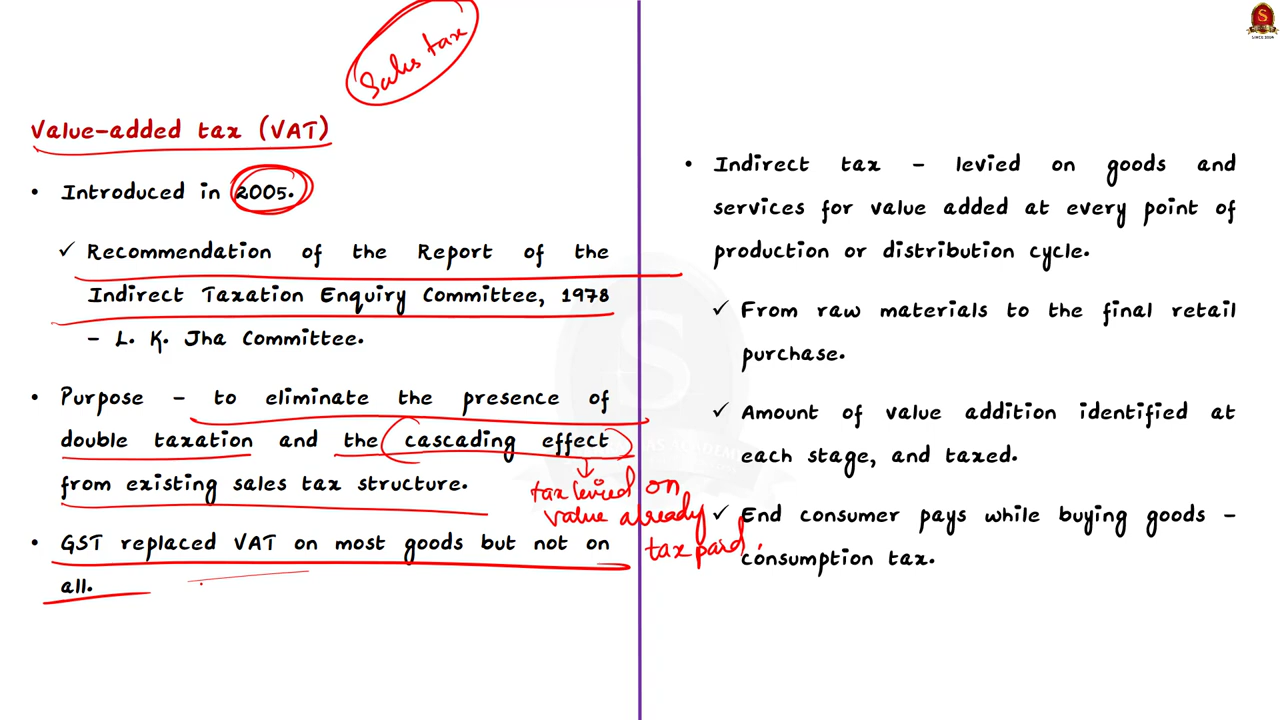 Sales tax
Value-added tax (VAT)
• Introduced in 2005.
✓ Recommendation of the Report of the
Indirect Taxation Enquiry Committee, 1978
– L. K. Jha Committee.
• Purpose – to eliminate the presence of
double taxation and the cascading effect
from existing sales tax structure.
tax levied on
value already
tax paid.
• GST replaced VAT on most goods but not on
all.
• Indirect tax – levied on goods and
services for value added at every point of
production or distribution cycle.
✓ From raw materials to the final retail
purchase.
✓ Amount of value addition identified at
each stage, and taxed.
✓ End consumer pays while buying goods –
consumption tax.